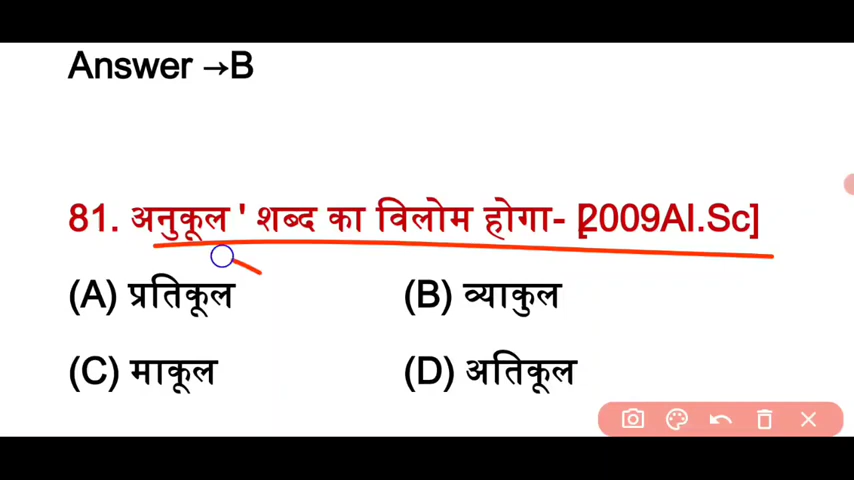 Answer →B
81. अनुकूल ' शब्द का विलोम होगा- [2009AI.Sc]
(A) प्रतिकूल (B) व्याकुल
(C) माकूल (D) अतिकूल